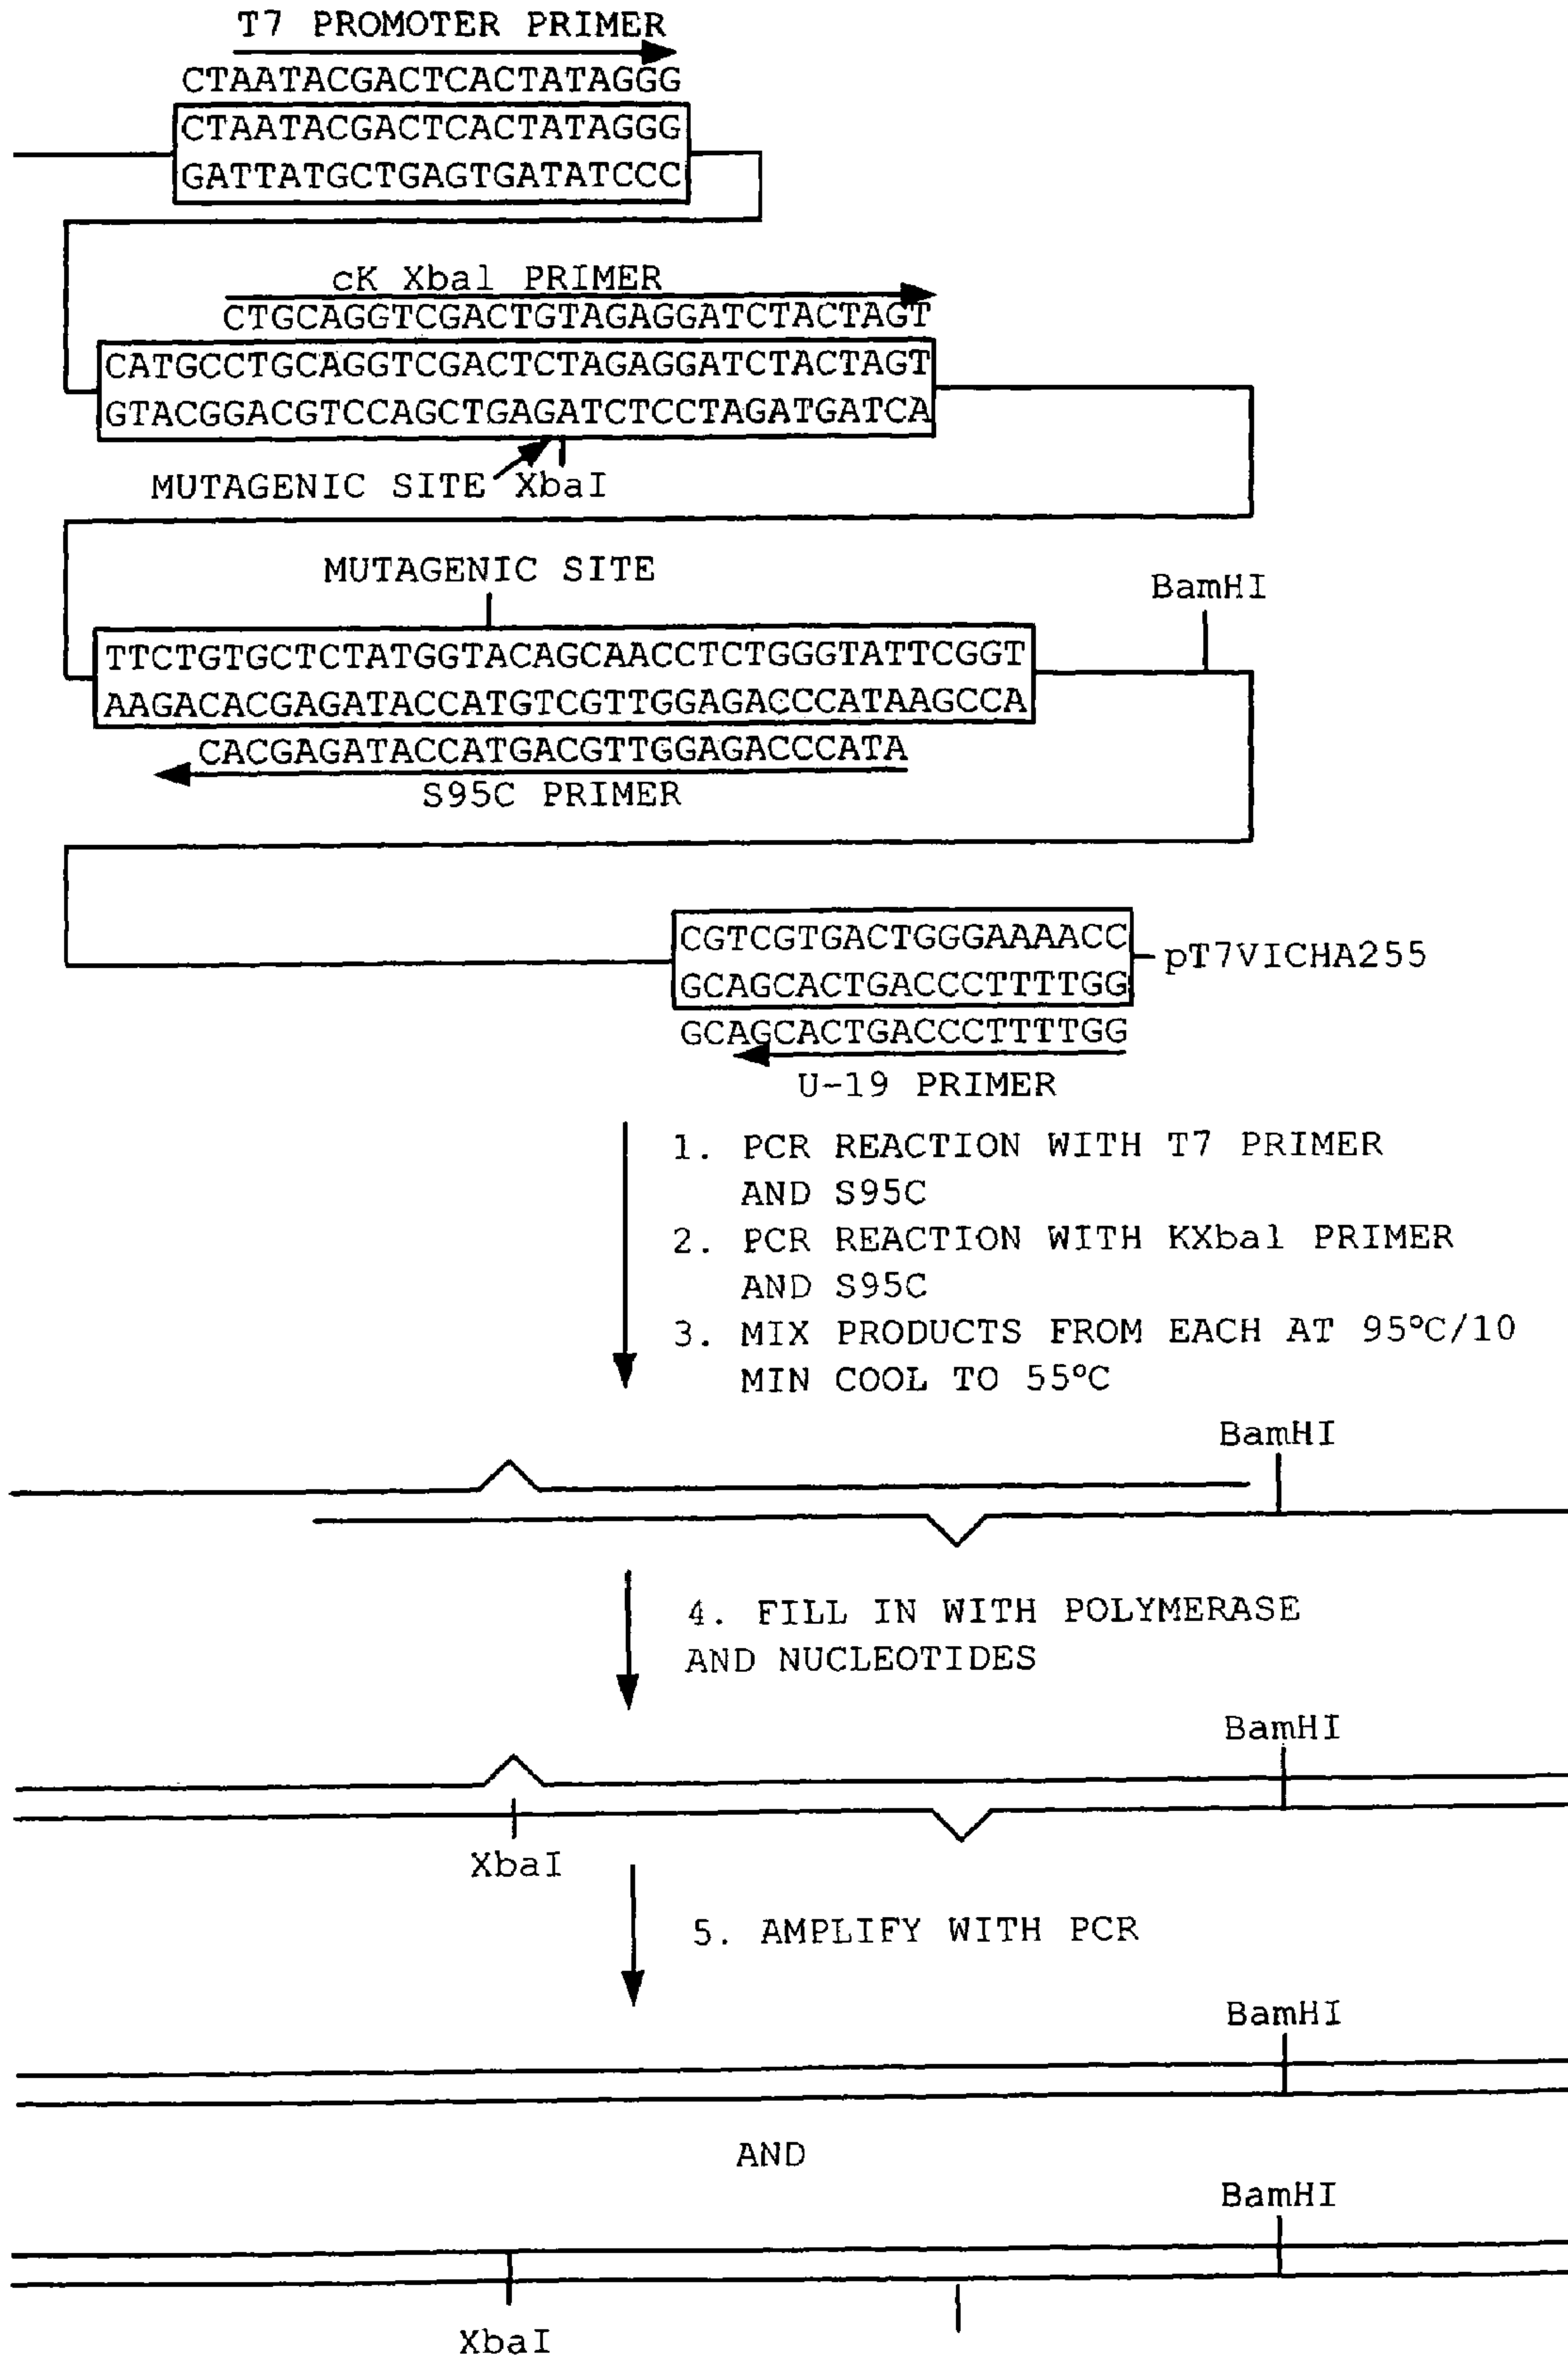 T7 PROMOTER PRIMER
CTAATACGACTCACTATAGGG
CTAATACGACTCACTATAGGG
GATTATGCTGAGTGATATCCC
cK Xbal PRIMER
CTGCAGGTCGACTGTAGAGGATCTACTAGT
CATGCCTGCAGGTCGACTCTAGAGGATCTACTAGT
GTACGGACGTCCAGCTGAGATCTCCTAGATGATCA
MUTAGENIC SITE XbaI
MUTAGENIC SITE
BamHI
TTCTGTGCTCTATGGTACAGCAACCTCTGGGTATTCGGT
AAGACACGAGATACCATGTCGTTGGAGACCCATAAGCCA
CACGAGATACCATGACGTTGGAGACCCATA
S95C PRIMER
CGTCGTGACTGGGAAAACC
GCAGCACTGACCCTTTTGG
pT7VICHA255
GCAGCACTGACCCTTTTGG
U-19 PRIMER
1. PCR REACTION WITH T7 PRIMER
AND S95C
2. PCR REACTION WITH KXbal PRIMER
AND S95C
3. MIX PRODUCTS FROM EACH AT 95°C/10
MIN COOL TO 55°C
BamHI
4. FILL IN WITH POLYMERASE
AND NUCLEOTIDES
BamHI
XbaI
5. AMPLIFY WITH PCR
BamHI
AND
BamHI
XbaI